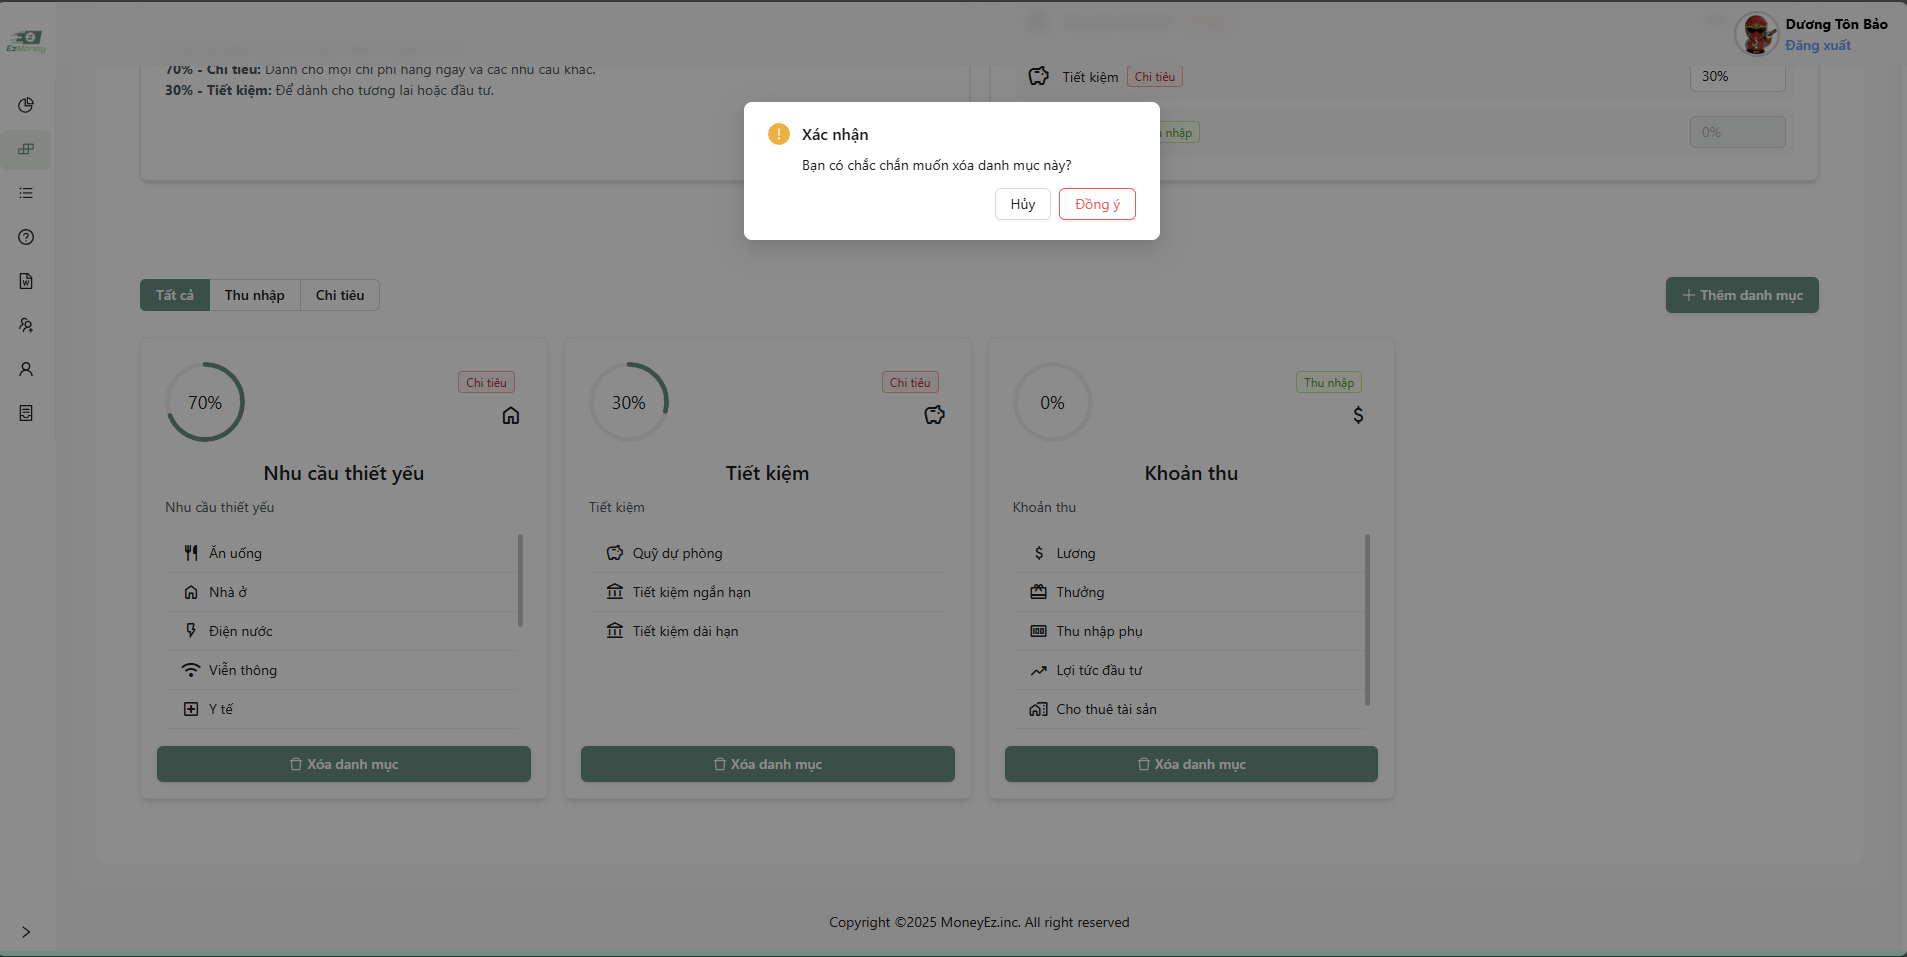 EzMoney
Dương Tôn Bảo
Đăng xuất
70% - Chi tiêu: Dành cho mọi chi phí hàng ngày và các nhu cầu khác.
30% - Tiết kiệm: Để dành cho tương lai hoặc đầu tư.
Tiết kiệm Chi tiêu 30%
nhập 0%
Xác nhận
Bạn có chắc chắn muốn xóa danh mục này?
Hủy Đồng ý
Tất cả Thu nhập Chi tiêu
Thêm danh mục
70%
Chi tiêu
Nhu cầu thiết yếu
Nhu cầu thiết yếu
Ăn uống
Nhà ở
Điện nước
Viễn thông
Y tế
Xóa danh mục
30%
Chi tiêu
Tiết kiệm
Tiết kiệm
Quỹ dự phòng
Tiết kiệm ngắn hạn
Tiết kiệm dài hạn
Xóa danh mục
0%
Thu nhập
Khoản thu
Khoản thu
Lương
Thưởng
Thu nhập phụ
Lợi tức đầu tư
Cho thuê tài sản
Xóa danh mục
Copyright ©2025 MoneyEz.inc. All right reserved